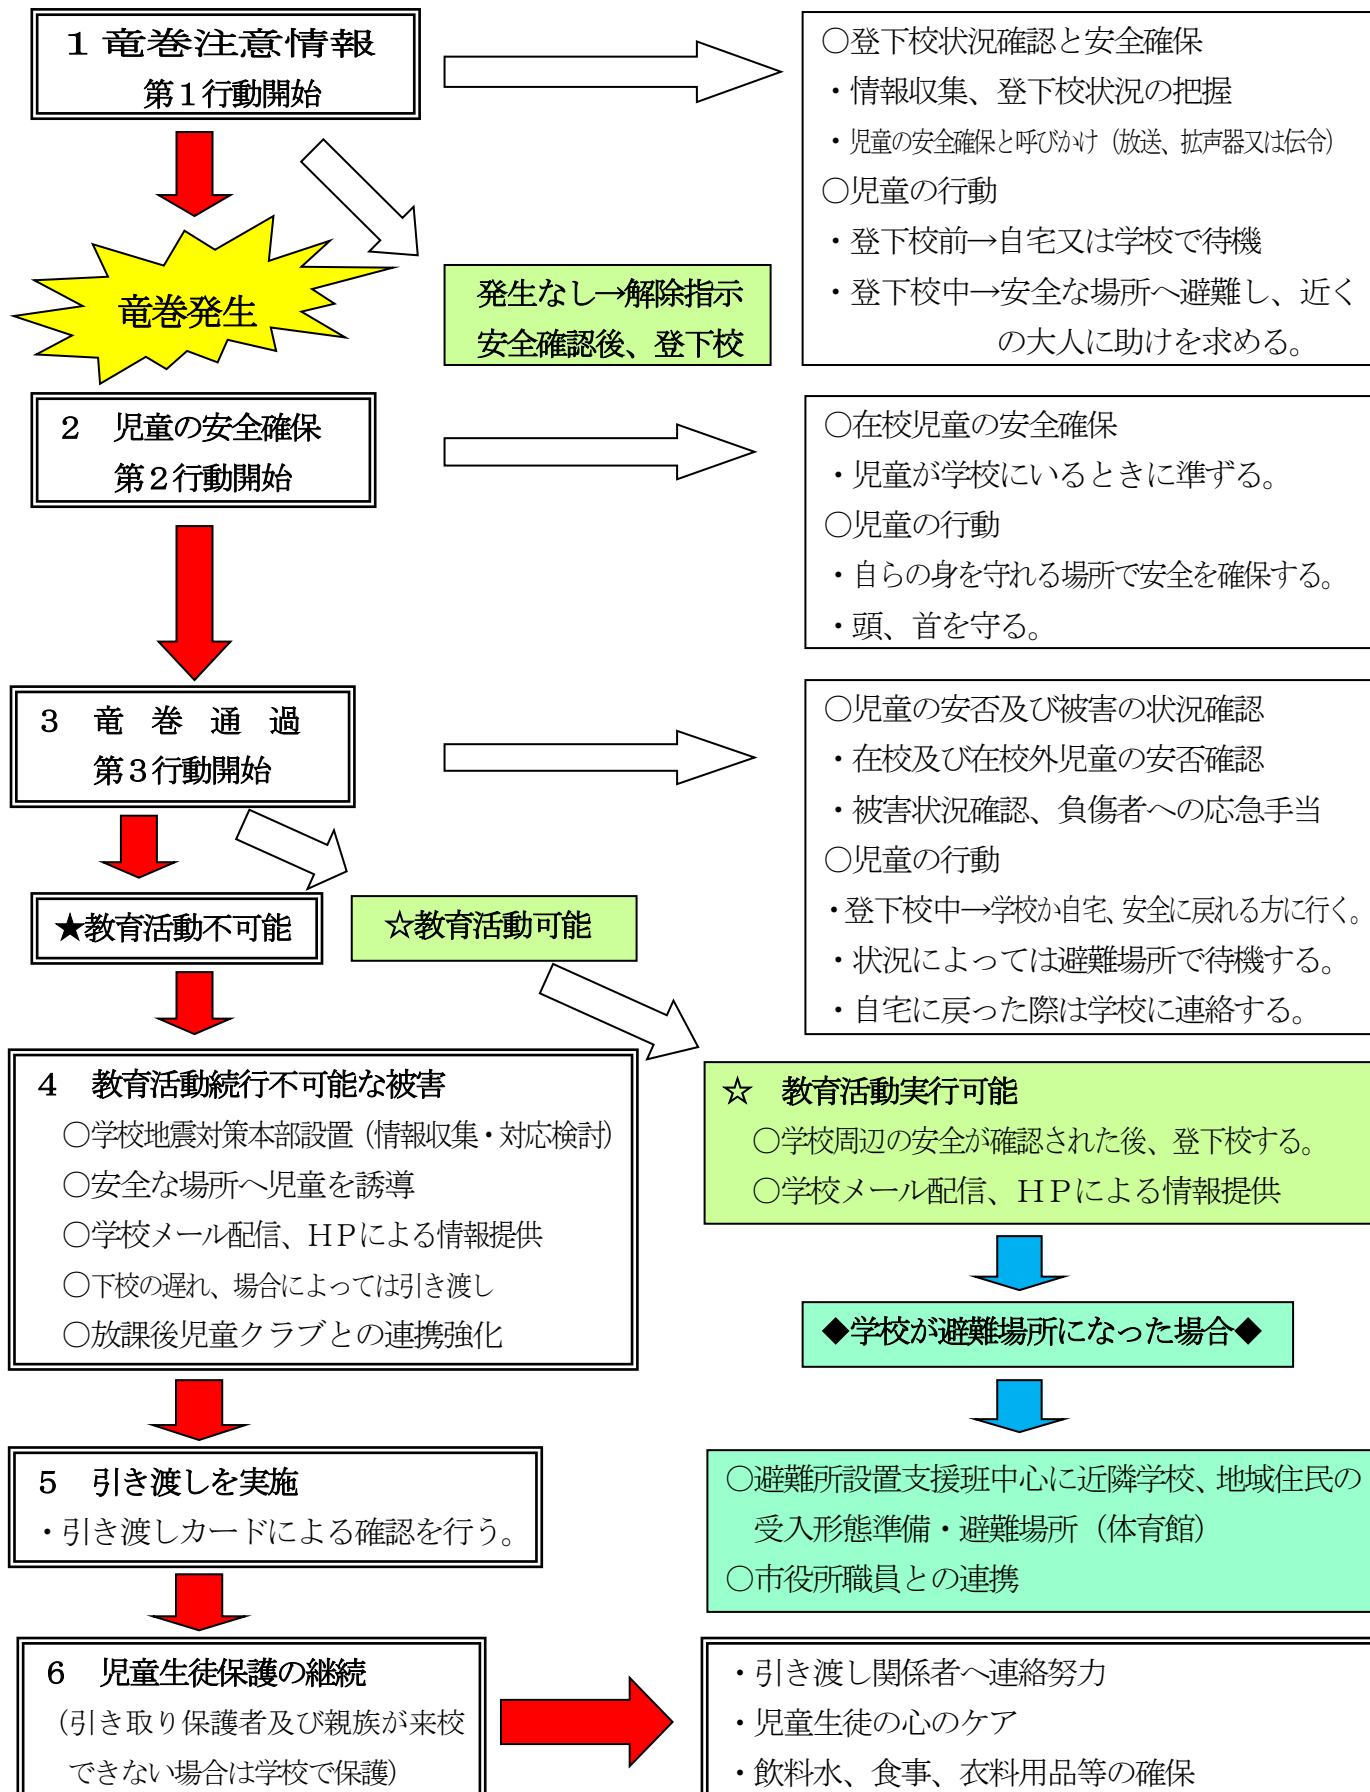 １竜巻注意情報
第１行動開始
○登下校状況確認と安全確保
・情報収集、登下校状況の把握
・児童の安全確保と呼びかけ（放送、拡声器又は伝令）
○児童の行動
・登下校前→自宅又は学校で待機
・登下校中→安全な場所へ避難し、近く
の大人に助けを求める。
竜巻発生
発生なし→解除指示
安全確認後、登下校
２　児童の安全確保
第２行動開始
○在校児童の安全確保
・児童が学校にいるときに準ずる。
○児童の行動
・自らの身を守れる場所で安全を確保する。
・頭、首を守る。
３　竜　巻　通　過
第３行動開始
○児童の安否及び被害の状況確認
・在校及び在校外児童の安否確認
・被害状況確認、負傷者への応急手当
○児童の行動
・登下校中→学校か自宅、安全に戻れる方に行く。
・状況によっては避難場所で待機する。
・自宅に戻った際は学校に連絡する。
★教育活動不可能
☆教育活動可能
４　教育活動続行不可能な被害
○学校地震対策本部設置（情報収集・対応検討）
○安全な場所へ児童を誘導
○学校メール配信、ＨＰによる情報提供
○下校の遅れ、場合によっては引き渡し
○放課後児童クラブとの連携強化
☆　教育活動実行可能
○学校周辺の安全が確認された後、登下校する。
○学校メール配信、ＨＰによる情報提供
◆学校が避難場所になった場合◆
５　引き渡しを実施
・引き渡しカードによる確認を行う。
○避難所設置支援班中心に近隣学校、地域住民の
受入形態準備・避難場所（体育館）
○市役所職員との連携
６　児童生徒保護の継続
（引き取り保護者及び親族が来校
できない場合は学校で保護）
・引き渡し関係者へ連絡努力
・児童生徒の心のケア
・飲料水、食事、衣料用品等の確保